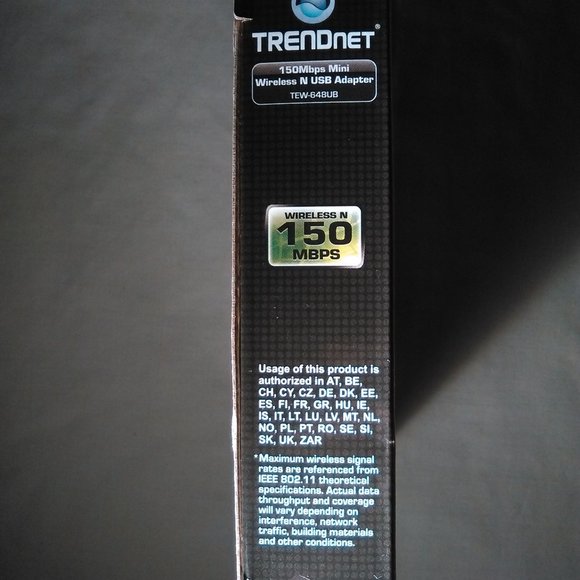 TRENDNET®
150Mbps Mini
Wireless N USB Adapter
TEW-648UB
WIRELESS N
150
MBPS
Usage of this product is
authorized in AT, BE,
CH, CY, CZ, DE, DK, EE,
ES, FI, FR, GR, HU, IE,
IS, IT, LT, LU, LV, MT, NL,
NO, PL, PT, RO, SE, SI,
SK, UK, ZAR
*Maximum wireless signal
rates are referenced from
IEEE 802.11 theoretical
specifications. Actual data
throughput and coverage
will vary depending on
interference, network
traffic, building materials
and other conditions.